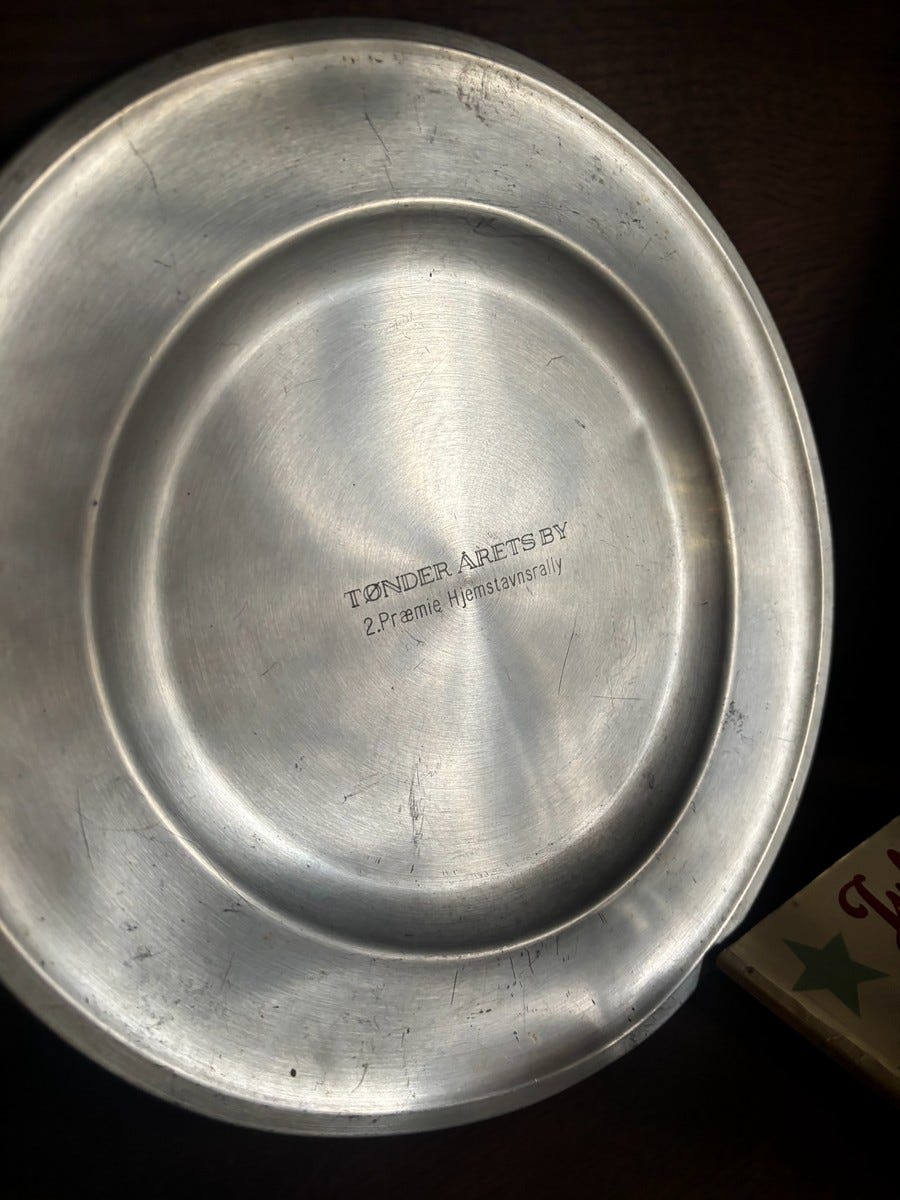 TØNDER ÅRETS BY
2.Præmie Hjemstavnsrally